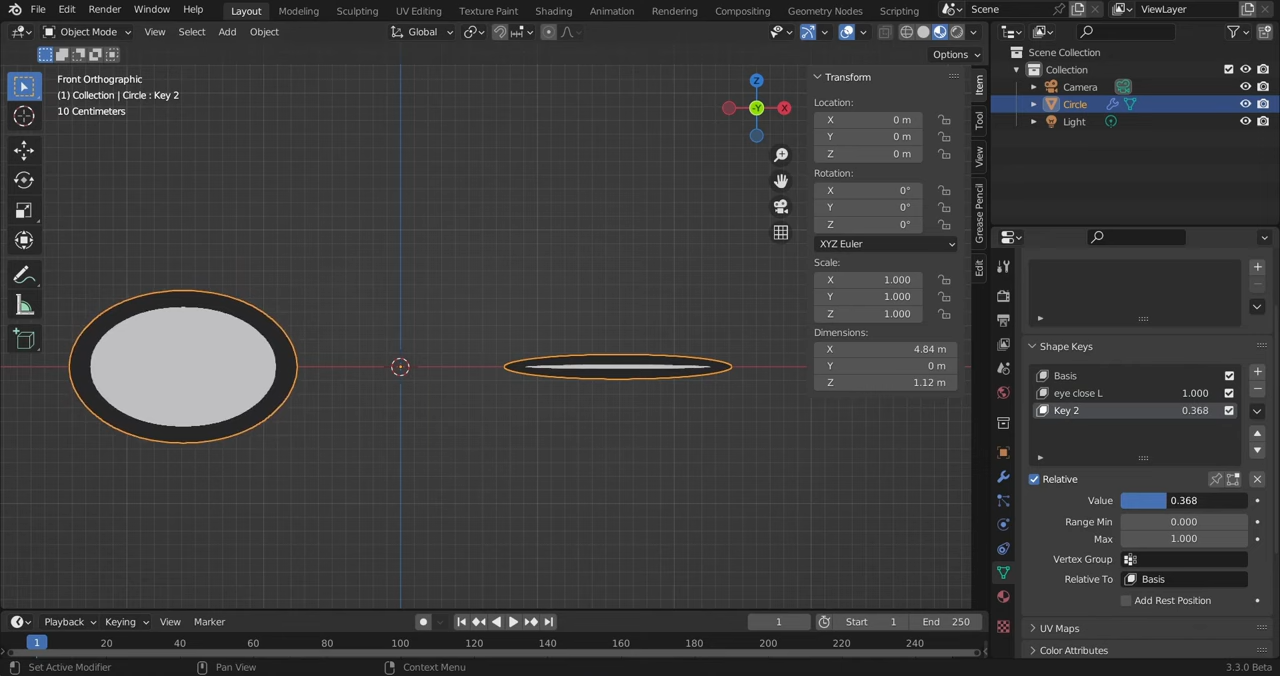 File Edit Render Window Help Layout Modeling Sculpting UV Editing Texture Paint Shading Animation Rendering Compositing Geometry Nodes Scripting Scene ViewLayer
Object Mode View Select Add Object Global
Options
Front Orthographic
(1) Collection | Circle : Key 2
10 Centimeters
Z
-Y X
Transform
Location:
X 0 m
Y 0 m
Z 0 m
Rotation:
X 0°
Y 0°
Z 0°
XYZ Euler
Scale:
X 1.000
Y 1.000
Z 1.000
Dimensions:
X 4.84 m
Y 0 m
Z 1.12 m
Item
Tool
View
Grease Pencil
Edit
Scene Collection
Collection
Camera
Circle
Light
Shape Keys
Basis
eye close L 1.000
Key 2 0.368
Relative
Value 0.368
Range Min 0.000
Max 1.000
Vertex Group
Relative To Basis
Add Rest Position
UV Maps
Color Attributes
Playback Keying View Marker 1 Start 1 End 250
1 20 40 60 80 100 120 140 160 180 200 220 240
Set Active Modifier Pan View Context Menu 3.3.0 Beta